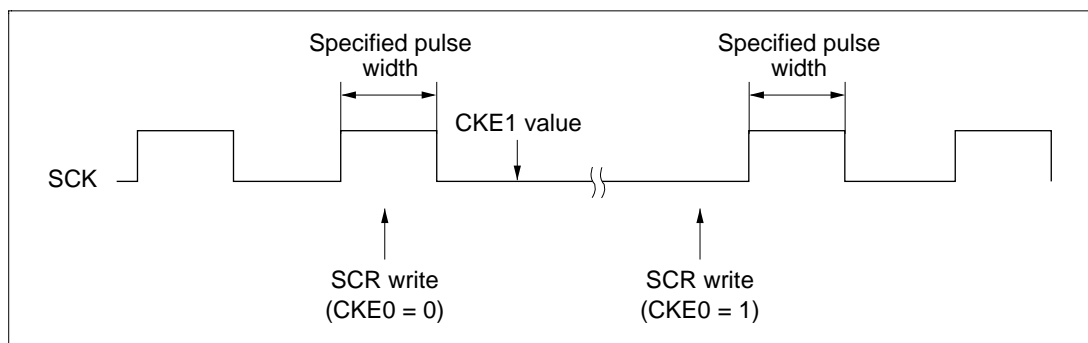 Specified pulse
width
Specified pulse
width
CKE1 value
SCK
SCR write
(CKE0 = 0)
SCR write
(CKE0 = 1)